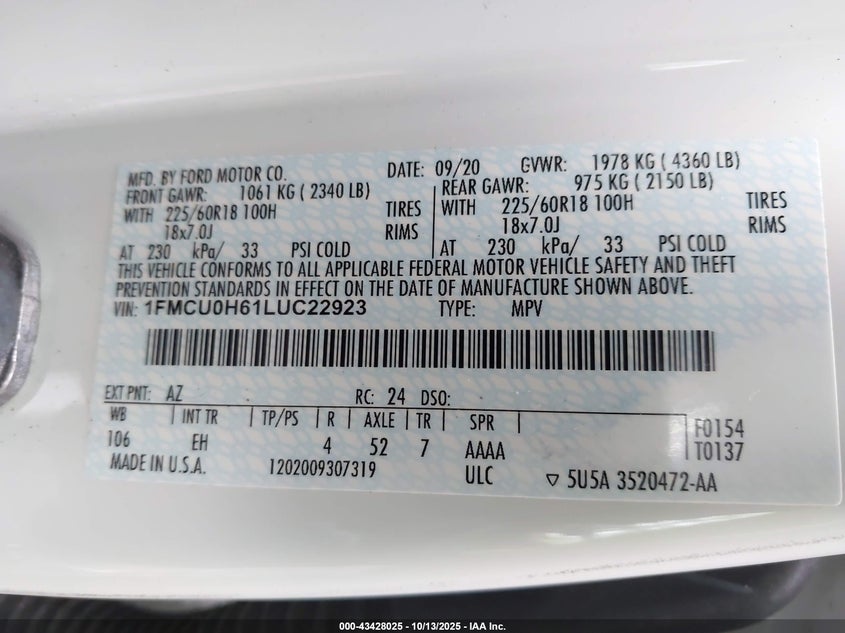 MFD. BY FORD MOTOR CO. DATE: 09/20 GVWR: 1978 KG ( 4360 LB)
FRONT GAWR: 1061 KG ( 2340 LB) REAR GAWR: 975 KG ( 2150 LB)
WITH 225/60R18 100H TIRES WITH 225/60R18 100H TIRES
18x7.0J RIMS 18x7.0J RIMS
AT 230 kPa/ 33 PSI COLD AT 230 kPa/ 33 PSI COLD
THIS VEHICLE CONFORMS TO ALL APPLICABLE FEDERAL MOTOR VEHICLE SAFETY AND THEFT
PREVENTION STANDARDS IN EFFECT ON THE DATE OF MANUFACTURE SHOWN ABOVE.
VIN: 1FMCU0H61LUC22923 TYPE: MPV
EXT PNT: AZ RC: 24 DSO:
WB INT TR TP/PS R AXLE TR SPR F0154
106 EH 4 52 7 AAAA T0137
MADE IN U.S.A. 1202009307319 ULC ▽ 5U5A 3520472-AA
000-43428025 - 10/13/2025 - IAA Inc.